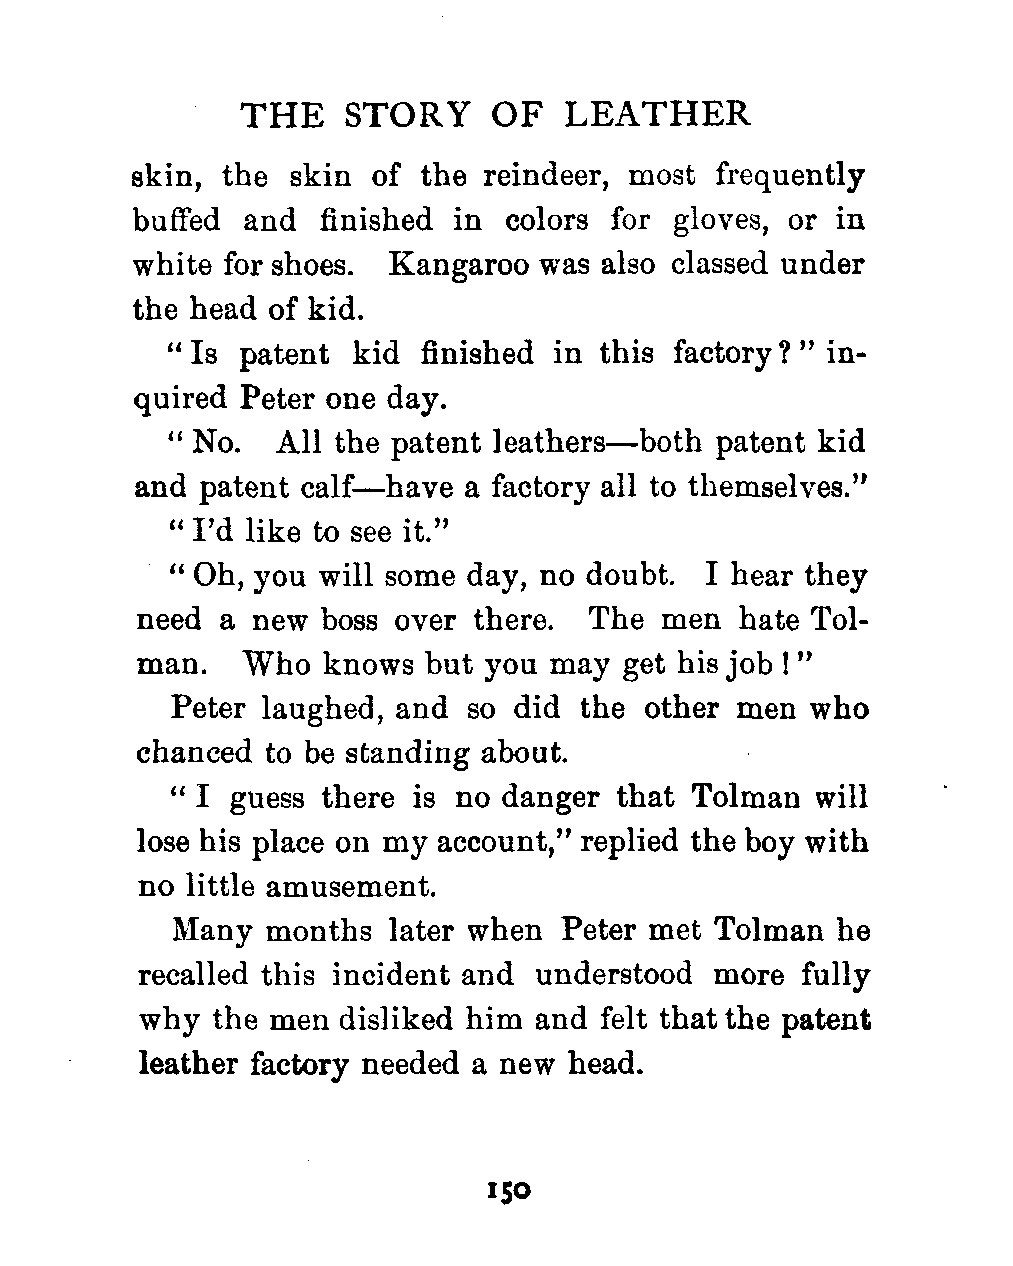 THE STORY OF LEATHER
skin, the skin of the reindeer, most frequently
buffed and finished in colors for gloves, or in
white for shoes. Kangaroo was also classed under
the head of kid.
“Is patent kid finished in this factory?” in-
quired Peter one day.
“No. All the patent leathers—both patent kid
and patent calf—have a factory all to themselves.”
“I’d like to see it.”
“Oh, you will some day, no doubt. I hear they
need a new boss over there. The men hate Tol-
man. Who knows but you may get his job!”
Peter laughed, and so did the other men who
chanced to be standing about.
“I guess there is no danger that Tolman will
lose his place on my account,” replied the boy with
no little amusement.
Many months later when Peter met Tolman he
recalled this incident and understood more fully
why the men disliked him and felt that the patent
leather factory needed a new head.
150